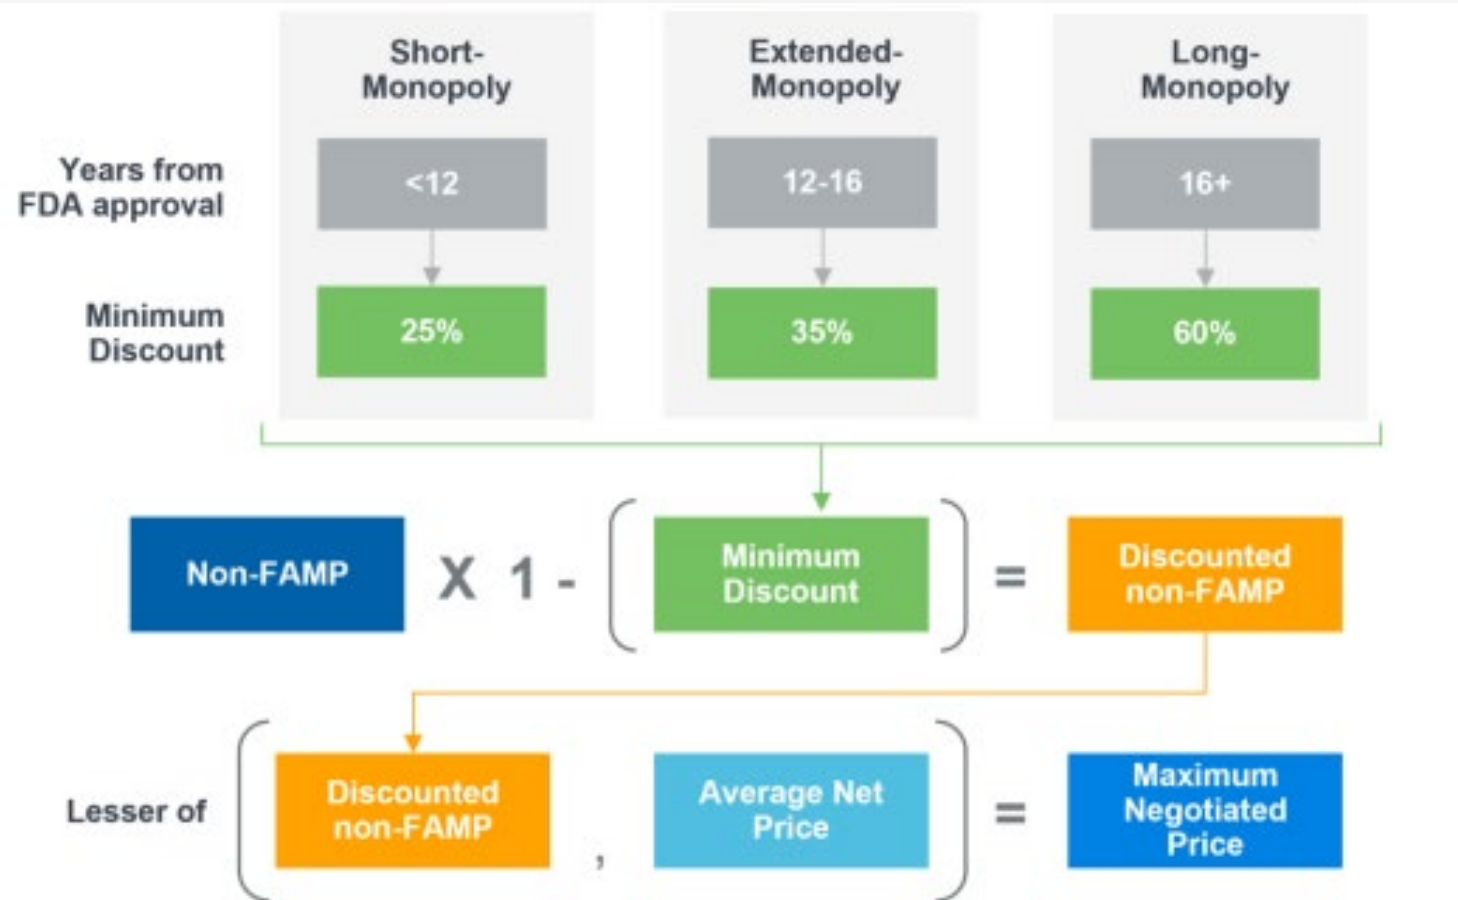 Short-
Monopoly
Extended-
Monopoly
Long-
Monopoly
Years from
FDA approval
<12
12-16
16+
Minimum
Discount
25%
35%
60%
Non-FAMP
X 1 -
Minimum
Discount
=
Discounted
non-FAMP
Lesser of
Discounted
non-FAMP
,
Average Net
Price
=
Maximum
Negotiated
Price